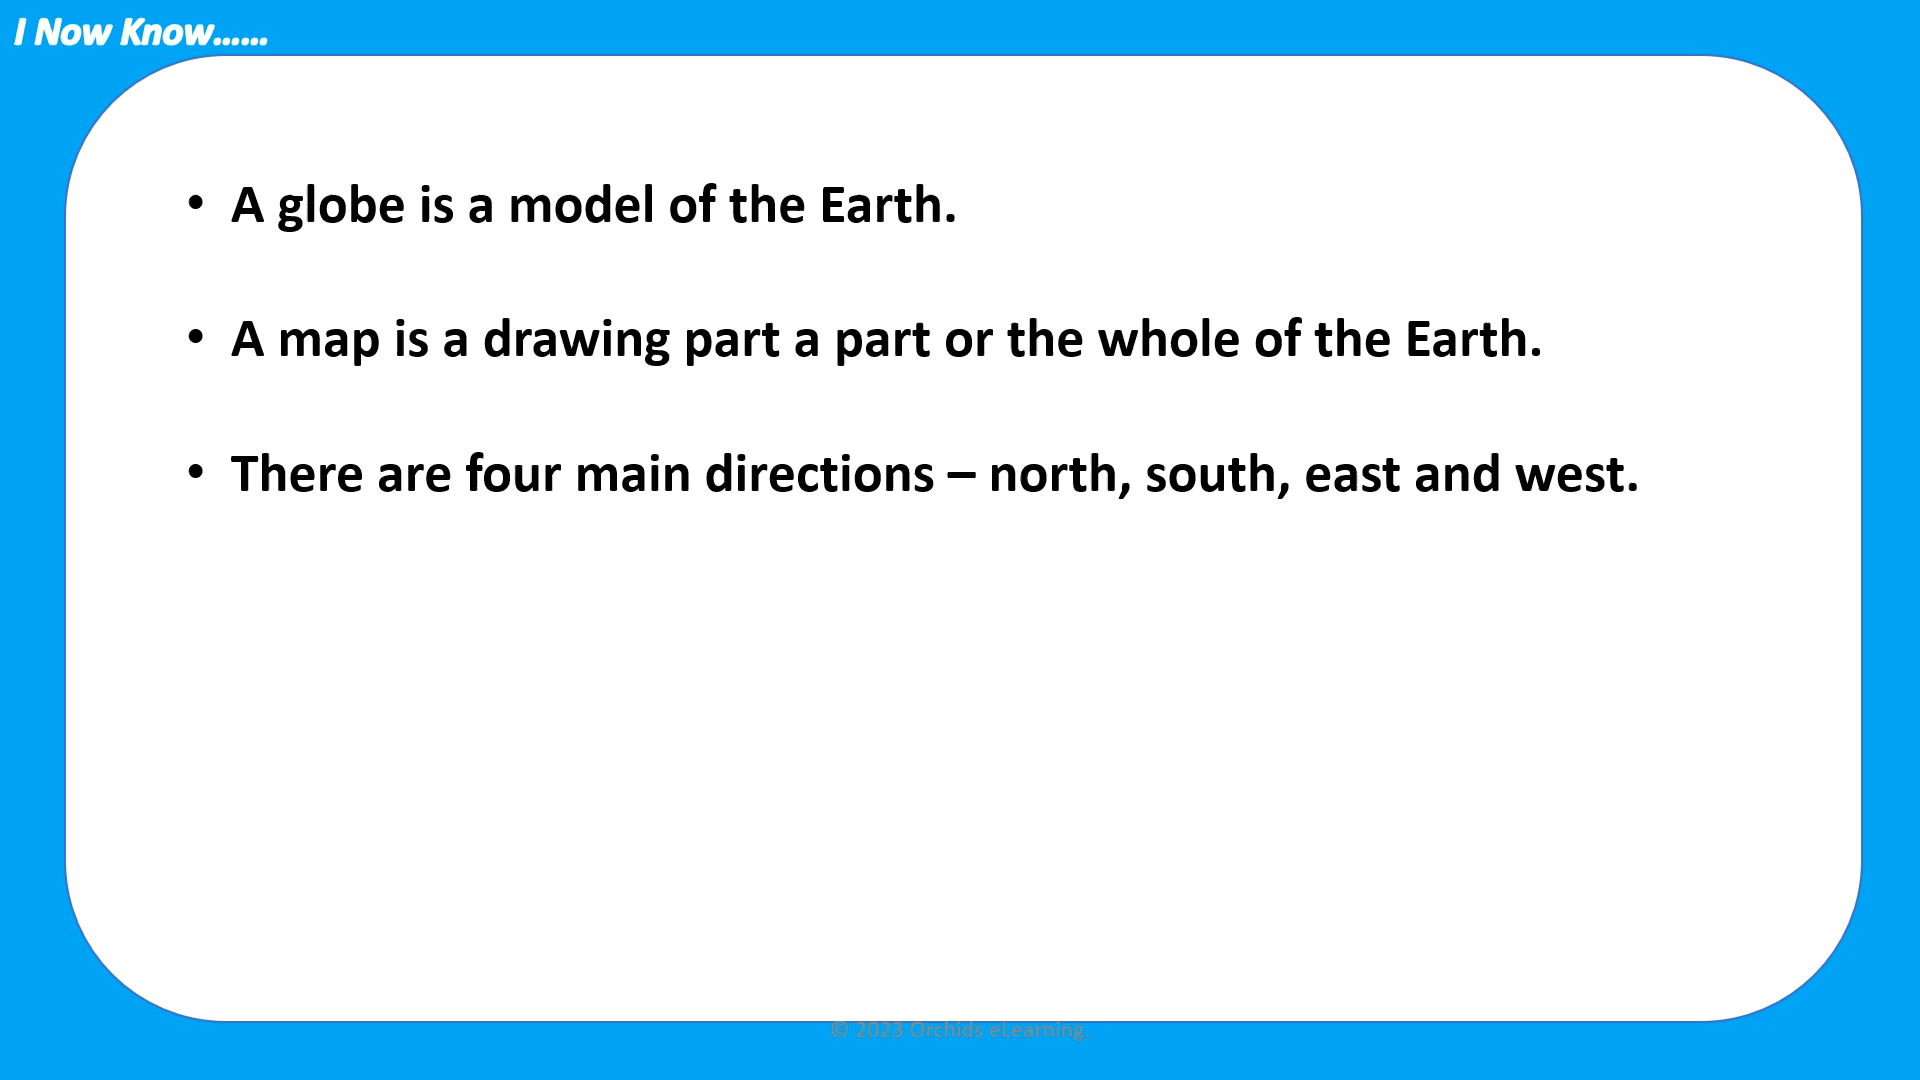 I Now Know......
• A globe is a model of the Earth.
• A map is a drawing part a part or the whole of the Earth.
• There are four main directions – north, south, east and west.
© 2023 Orchids eLearning.